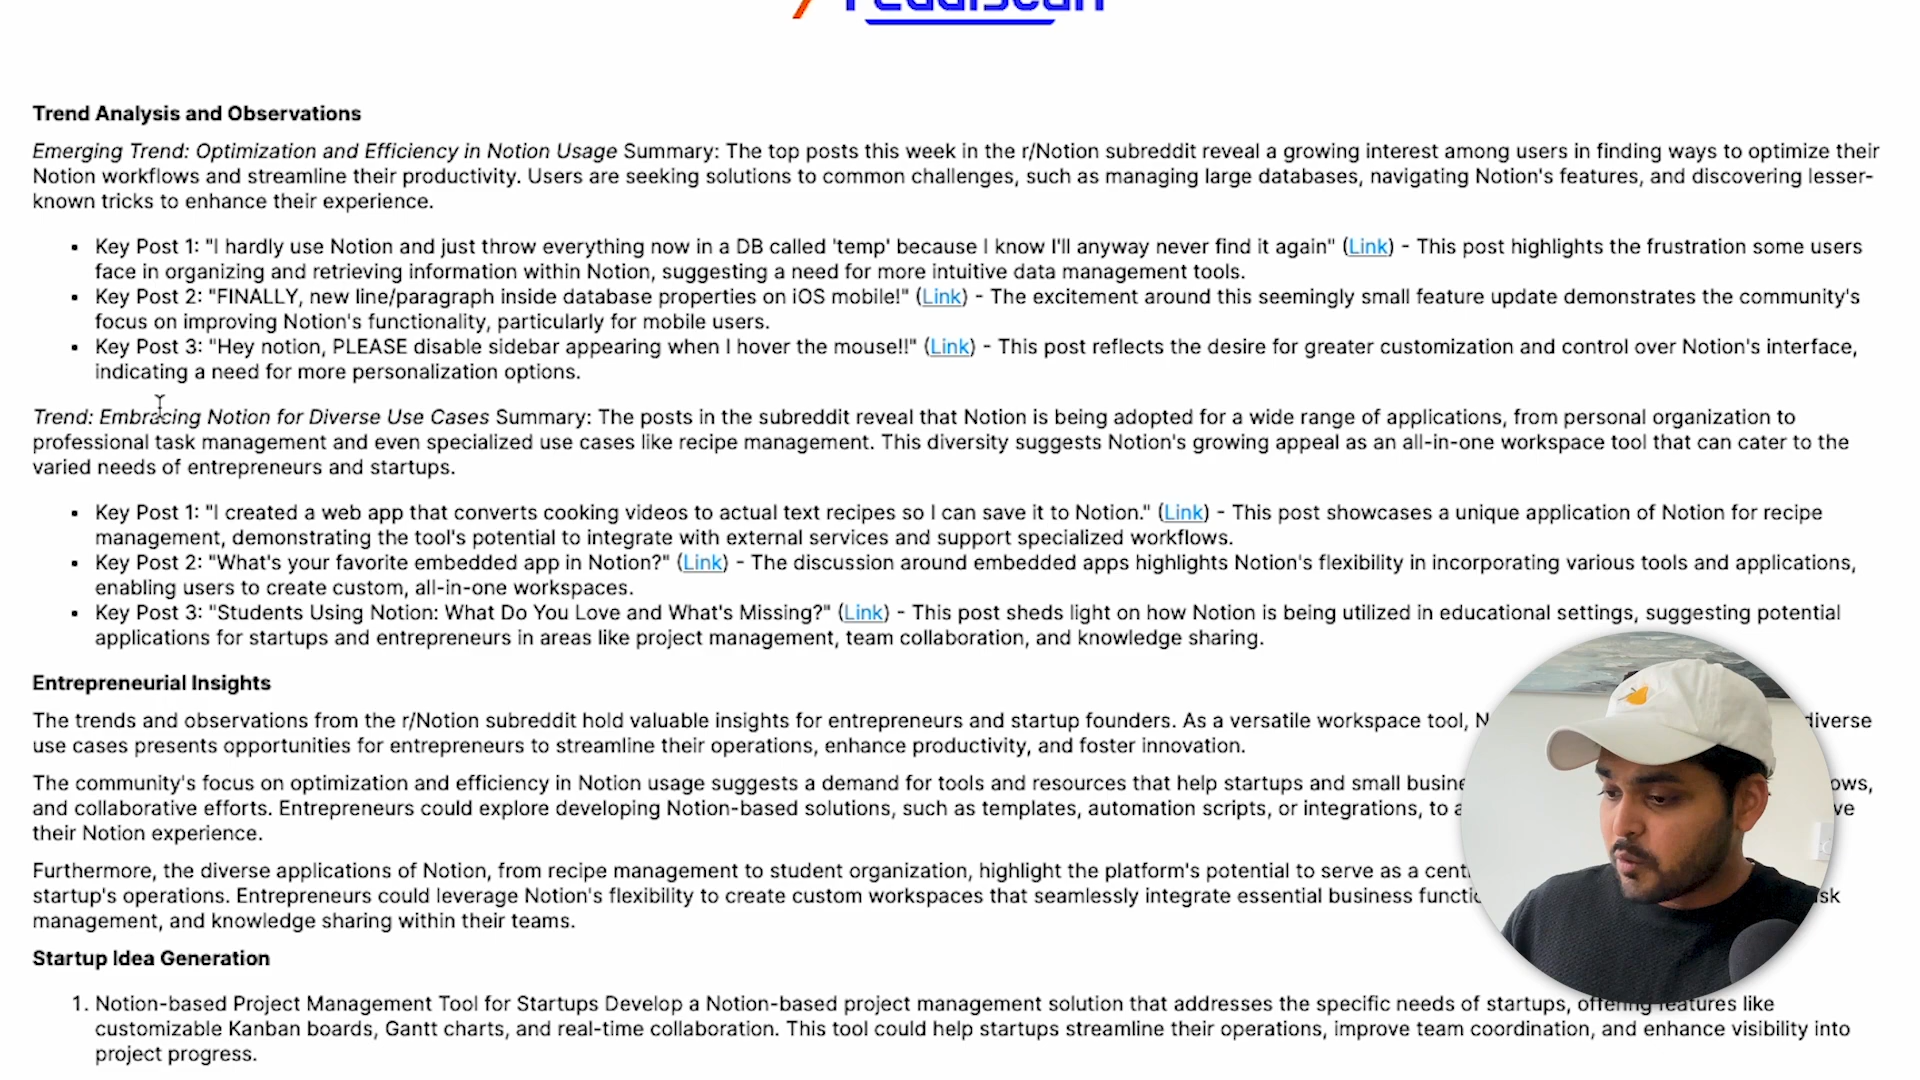 Trend Analysis and Observations
Emerging Trend: Optimization and Efficiency in Notion Usage Summary: The top posts this week in the r/Notion subreddit reveal a growing interest among users in finding ways to optimize their
Notion workflows and streamline their productivity. Users are seeking solutions to common challenges, such as managing large databases, navigating Notion's features, and discovering lesser-
known tricks to enhance their experience.
• Key Post 1: "I hardly use Notion and just throw everything now in a DB called 'temp' because I know I'll anyway never find it again" (Link) - This post highlights the frustration some users
face in organizing and retrieving information within Notion, suggesting a need for more intuitive data management tools.
• Key Post 2: "FINALLY, new line/paragraph inside database properties on iOS mobile!" (Link) - The excitement around this seemingly small feature update demonstrates the community's
focus on improving Notion's functionality, particularly for mobile users.
• Key Post 3: "Hey notion, PLEASE disable sidebar appearing when I hover the mouse!!" (Link) - This post reflects the desire for greater customization and control over Notion's interface,
indicating a need for more personalization options.
Trend: Embracing Notion for Diverse Use Cases Summary: The posts in the subreddit reveal that Notion is being adopted for a wide range of applications, from personal organization to
professional task management and even specialized use cases like recipe management. This diversity suggests Notion's growing appeal as an all-in-one workspace tool that can cater to the
varied needs of entrepreneurs and startups.
• Key Post 1: "I created a web app that converts cooking videos to actual text recipes so I can save it to Notion." (Link) - This post showcases a unique application of Notion for recipe
management, demonstrating the tool's potential to integrate with external services and support specialized workflows.
• Key Post 2: "What's your favorite embedded app in Notion?" (Link) - The discussion around embedded apps highlights Notion's flexibility in incorporating various tools and applications,
enabling users to create custom, all-in-one workspaces.
• Key Post 3: "Students Using Notion: What Do You Love and What's Missing?" (Link) - This post sheds light on how Notion is being utilized in educational settings, suggesting potential
applications for startups and entrepreneurs in areas like project management, team collaboration, and knowledge sharing.
Entrepreneurial Insights
The trends and observations from the r/Notion subreddit hold valuable insights for entrepreneurs and startup founders. As a versatile workspace tool, diverse
use cases presents opportunities for entrepreneurs to streamline their operations, enhance productivity, and foster innovation.
The community's focus on optimization and efficiency in Notion usage suggests a demand for tools and resources that help startups and small
and collaborative efforts. Entrepreneurs could explore developing Notion-based solutions, such as templates, automation scripts, or integrations, to
their Notion experience.
Furthermore, the diverse applications of Notion, from recipe management to student organization, highlight the platform's potential to serve as a
startup's operations. Entrepreneurs could leverage Notion's flexibility to create custom workspaces that seamlessly integrate essential business
management, and knowledge sharing within their teams.
Startup Idea Generation
1. Notion-based Project Management Tool for Startups Develop a Notion-based project management solution that addresses the specific needs of startups, offering features like
customizable Kanban boards, Gantt charts, and real-time collaboration. This tool could help startups streamline their operations, improve team coordination, and enhance visibility into
project progress.